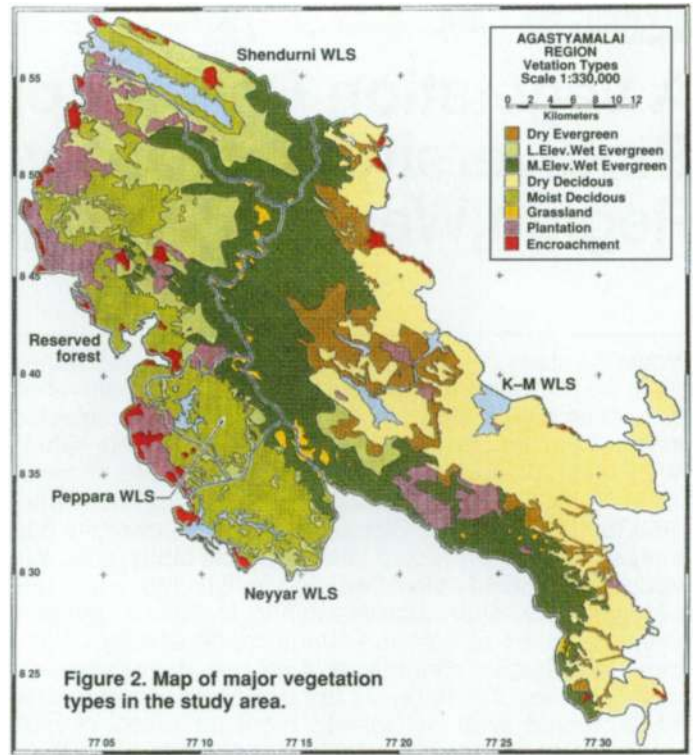 Shendurni WLS
AGASTYAMALAI
REGION
Vetation Types
Scale 1:330,000
0 2 4 6 8 10 12
Kilometers
Dry Evergreen
L.Elev.Wet Evergreen
M.Elev.Wet Evergreen
Dry Decidous
Moist Decidous
Grassland
Plantation
Encroachment
8 55
8 50
8 45
Reserved
forest
8 40
K–M WLS
8 35
Peppara WLS
8 30
Neyyar WLS
8 25
Figure 2. Map of major vegetation
types in the study area.
77 05
77 10
77 15
77 20
77 25
77 30